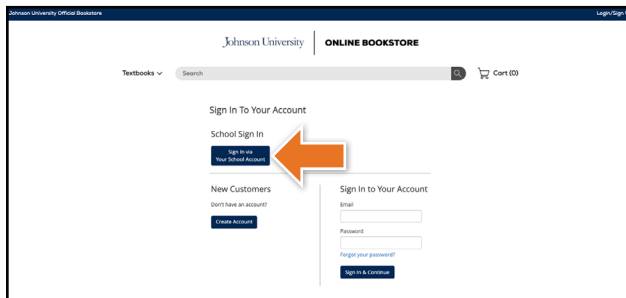 Johnson University Official Bookstore
Login/Sign
Johnson University
ONLINE BOOKSTORE
Textbooks
Search
Cart (0)
Sign In To Your Account
School Sign In
Sign In via
Your School Account
New Customers
Don't have an account?
Create Account
Sign In to Your Account
Email
Password
Forgot your password?
Sign In & Continue